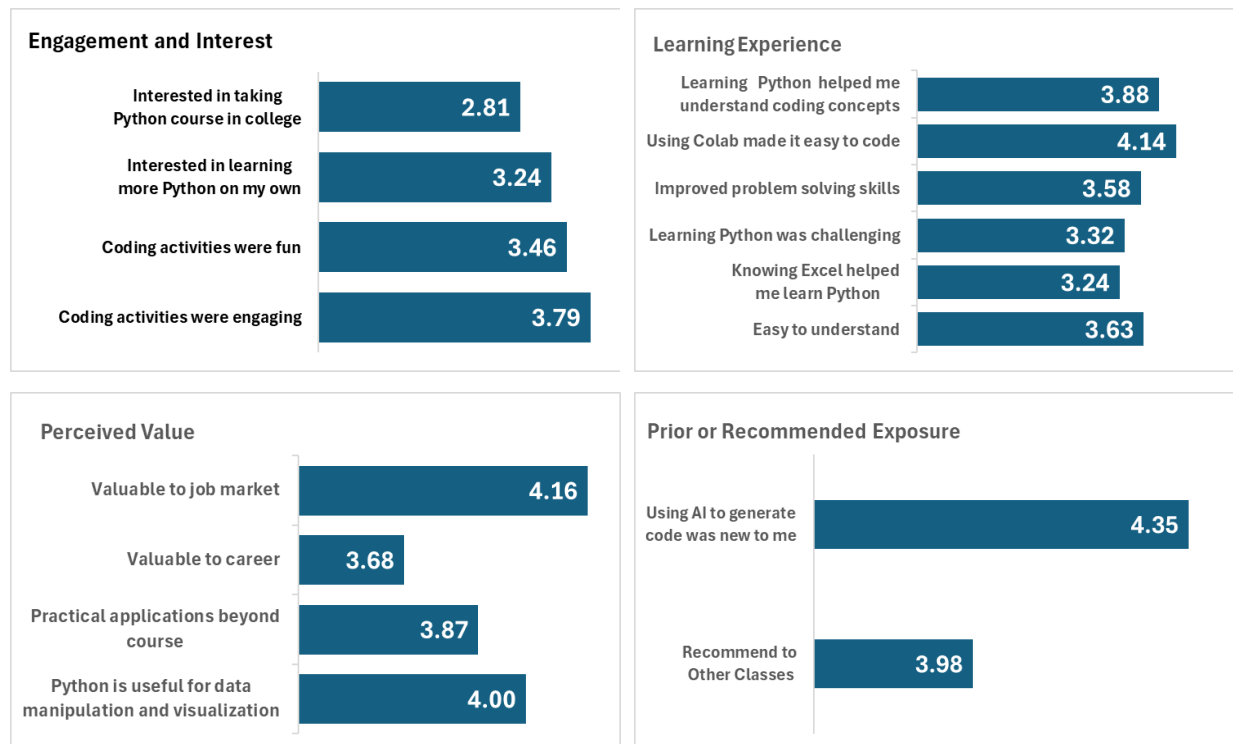 Engagement and Interest
Interested in taking
Python course in college
2.81
Interested in learning
more Python on my own
3.24
Coding activities were fun
3.46
Coding activities were engaging
3.79
Learning Experience
Learning Python helped me
understand coding concepts
3.88
Using Colab made it easy to code
4.14
Improved problem solving skills
3.58
Learning Python was challenging
3.32
Knowing Excel helped
me learn Python
3.24
Easy to understand
3.63
Perceived Value
Valuable to job market
4.16
Valuable to career
3.68
Practical applications beyond
course
3.87
Python is useful for data
manipulation and visualization
4.00
Prior or Recommended Exposure
Using AI to generate
code was new to me
4.35
Recommend to
Other Classes
3.98